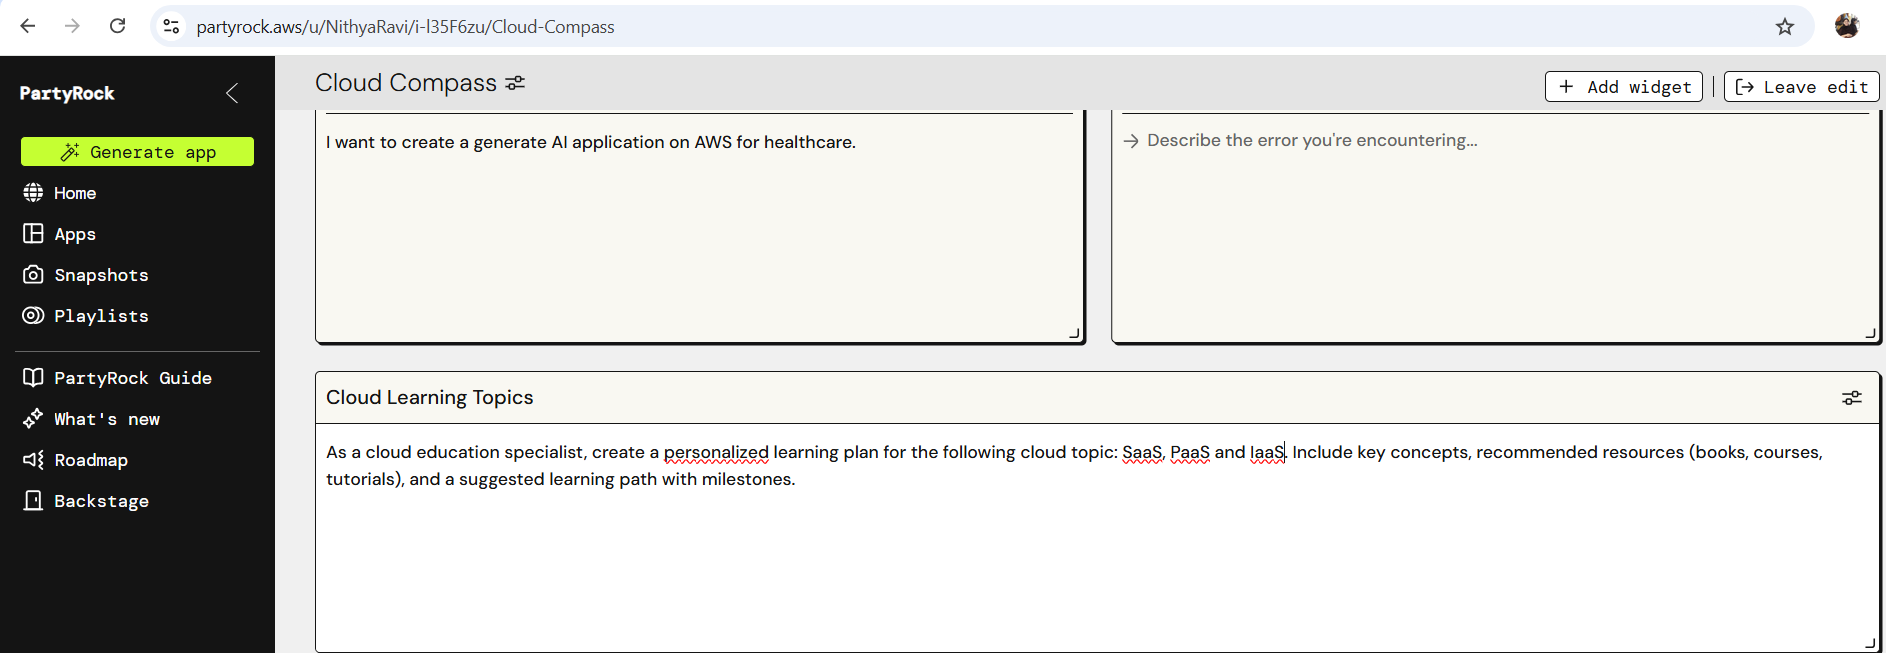 partyrock.aws/u/NithyaRavi/i-l35F6zu/Cloud-Compass
PartyRock
Generate app
Home
Apps
Snapshots
Playlists
PartyRock Guide
What's new
Roadmap
Backstage
Cloud Compass
Add widget
Leave edit
I want to create a generate AI application on AWS for healthcare.
Describe the error you're encountering...
Cloud Learning Topics
As a cloud education specialist, create a personalized learning plan for the following cloud topic: SaaS, PaaS and IaaS. Include key concepts, recommended resources (books, courses,
tutorials), and a suggested learning path with milestones.